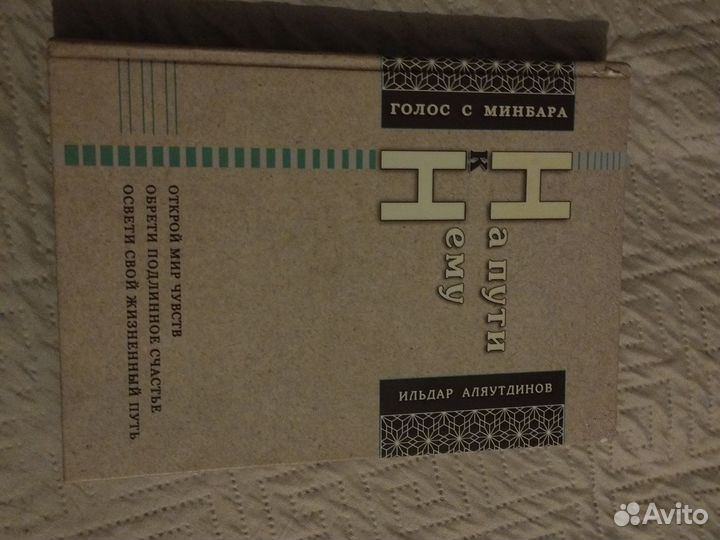 ГОЛОС С МИНБАРА
На пути
к
Нему
ИЛЬДАР АЛЯУТДИНОВ
ОТКРОЙ МИР ЧУВСТВ
ОБРЕТИ ПОДЛИННОЕ СЧАСТЬЕ
ОСВЕТИ СВОЙ ЖИЗНЕННЫЙ ПУТЬ
Avito